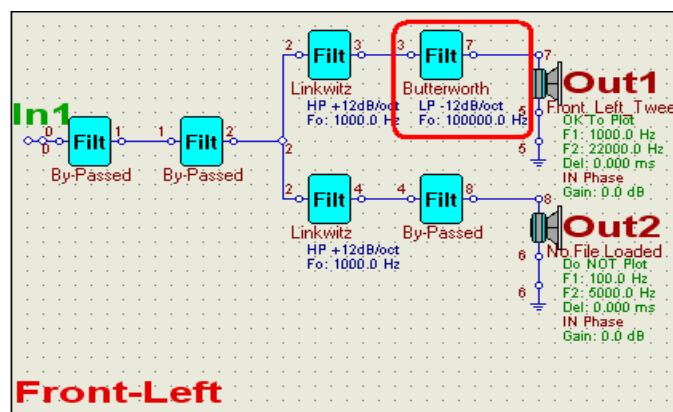 2 Filt 3
Linkwitz
HP +12dB/oct
Fo: 1000.0 Hz
3 Filt 7
Butterworth
LP -12dB/oct
Fo: 100000.0 Hz
7
Out1
Front_Left_Twee
5
OK To Plot
F1: 1000.0 Hz
F2: 22000.0 Hz
5
Del: 0.000 ms
IN Phase
Gain: 0.0 dB
In1
0
0
Filt 1
By-Passed
1 Filt 2
By-Passed
2
2 Filt 4
Linkwitz
HP +12dB/oct
Fo: 1000.0 Hz
4 Filt 8
By-Passed
8
Out2
No File Loaded
6
Do NOT Plot
F1: 100.0 Hz
F2: 5000.0 Hz
6
Del: 0.000 ms
IN Phase
Gain: 0.0 dB
Front-Left